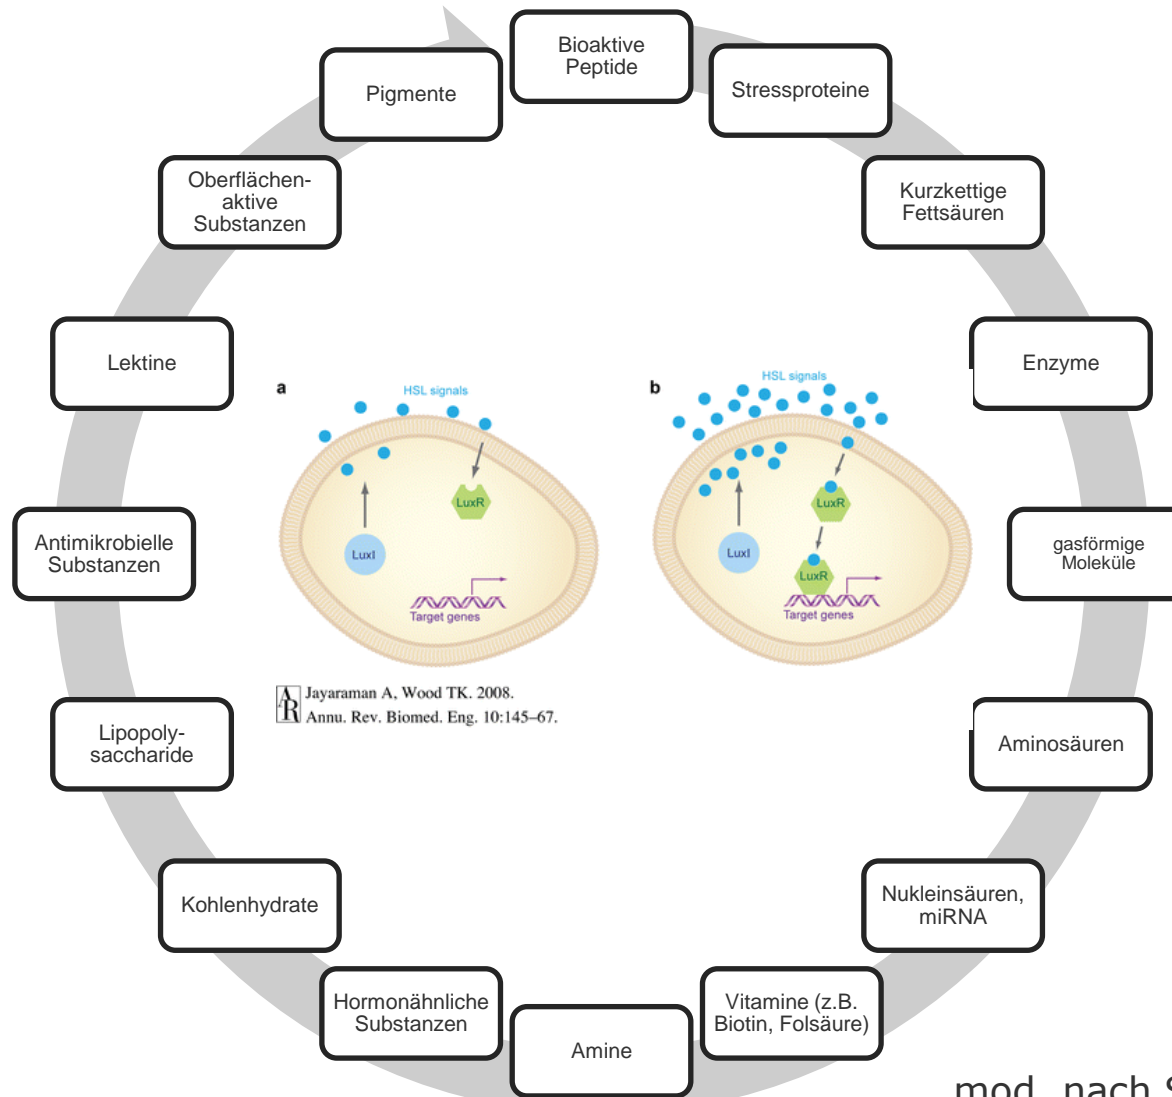 Bioaktive
Peptide
Stressproteine
Kurzkettige
Fettsäuren
Enzyme
gasförmige
Moleküle
Aminosäuren
Nukleinsäuren,
miRNA
Vitamine (z.B.
Biotin, Folsäure)
Amine
Hormonähnliche
Substanzen
Kohlenhydrate
Lipopoly-
saccharide
Antimikrobielle
Substanzen
Lektine
Oberflächen-
aktive
Substanzen
Pigmente
a
HSL signals
LuxR
LuxI
Target genes
b
HSL signals
LuxR
LuxI
LuxR
Target genes
AR
Jayaraman A, Wood TK. 2008.
Annu. Rev. Biomed. Eng. 10:145–67.
mod. nach